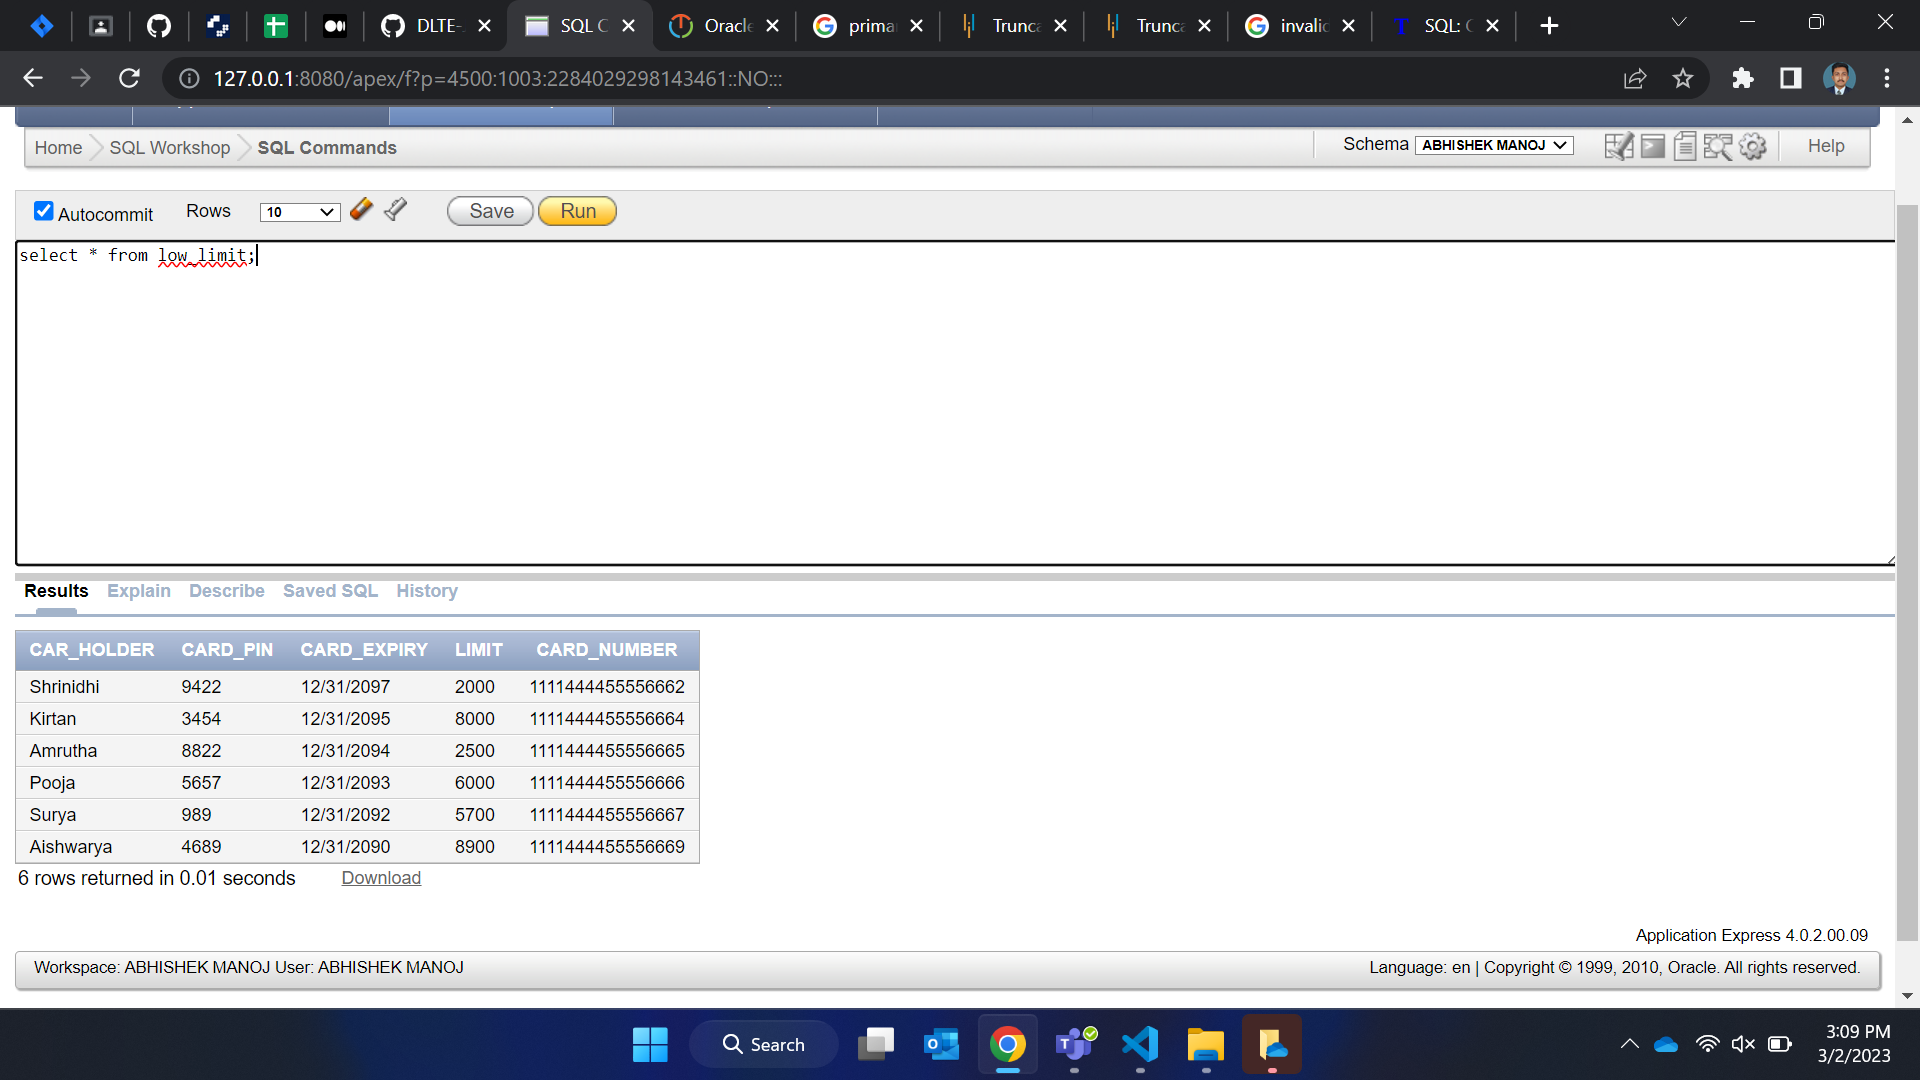 DLTE-
SQL C
Oracle
prima
Trunca
Trunca
invalid
SQL: C
127.0.0.1:8080/apex/f?p=4500:1003:2284029298143461::NO:::
Home SQL Workshop SQL Commands
Schema ABHISHEK MANOJ
Help
Autocommit Rows 10 Save Run
select * from low_limit;
Results Explain Describe Saved SQL History
CAR_HOLDER CARD_PIN CARD_EXPIRY LIMIT CARD_NUMBER
Shrinidhi 9422 12/31/2097 2000 1111444455556662
Kirtan 3454 12/31/2095 8000 1111444455556664
Amrutha 8822 12/31/2094 2500 1111444455556665
Pooja 5657 12/31/2093 6000 1111444455556666
Surya 989 12/31/2092 5700 1111444455556667
Aishwarya 4689 12/31/2090 8900 1111444455556669
6 rows returned in 0.01 seconds Download
Application Express 4.0.2.00.09
Workspace: ABHISHEK MANOJ User: ABHISHEK MANOJ
Language: en | Copyright © 1999, 2010, Oracle. All rights reserved.
Search
3:09 PM
3/2/2023